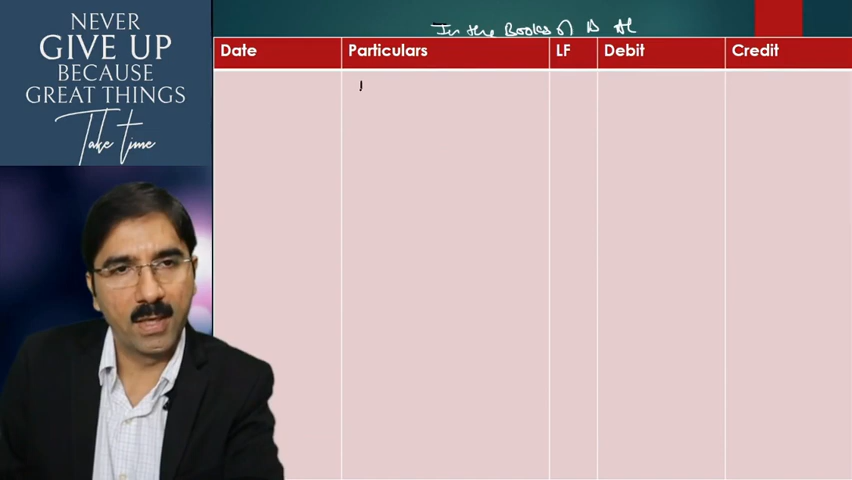 NEVER
GIVE UP
BECAUSE
GREAT THINGS
Take time
In the Books of
Date Particulars LF Debit Credit